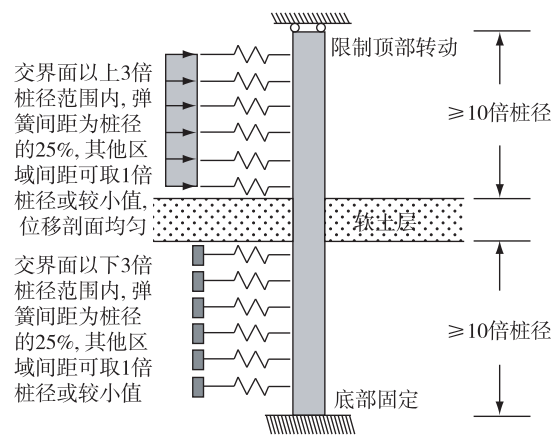 限制顶部转动
交界面以上3倍
桩径范围内, 弹
簧间距为桩径
的25%, 其他区
域间距可取1倍
桩径或较小值,
位移剖面均匀
≥10倍桩径
软土层
交界面以下3倍
桩径范围内, 弹
簧间距为桩径
的25%, 其他区
域间距可取1倍
桩径或较小值
≥10倍桩径
底部固定